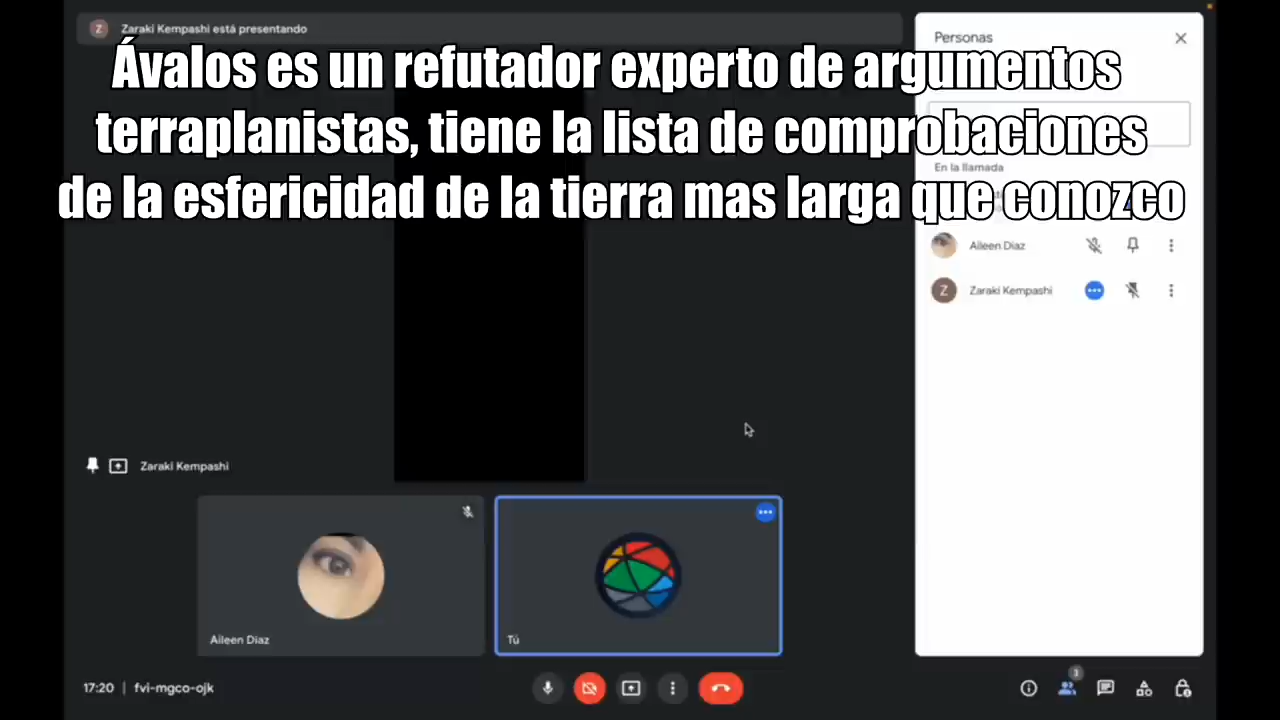 Zaraki Kempashi está presentando
Personas
Ávalos es un refutador experto de argumentos
terraplanistas, tiene la lista de comprobaciones
de la esfericidad de la tierra mas larga que conozco
En la llamada
Aileen Diaz
Z Zaraki Kempashi
Zaraki Kempashi
Aileen Diaz
Tú
17:20 | fvi-mgco-ojk
3